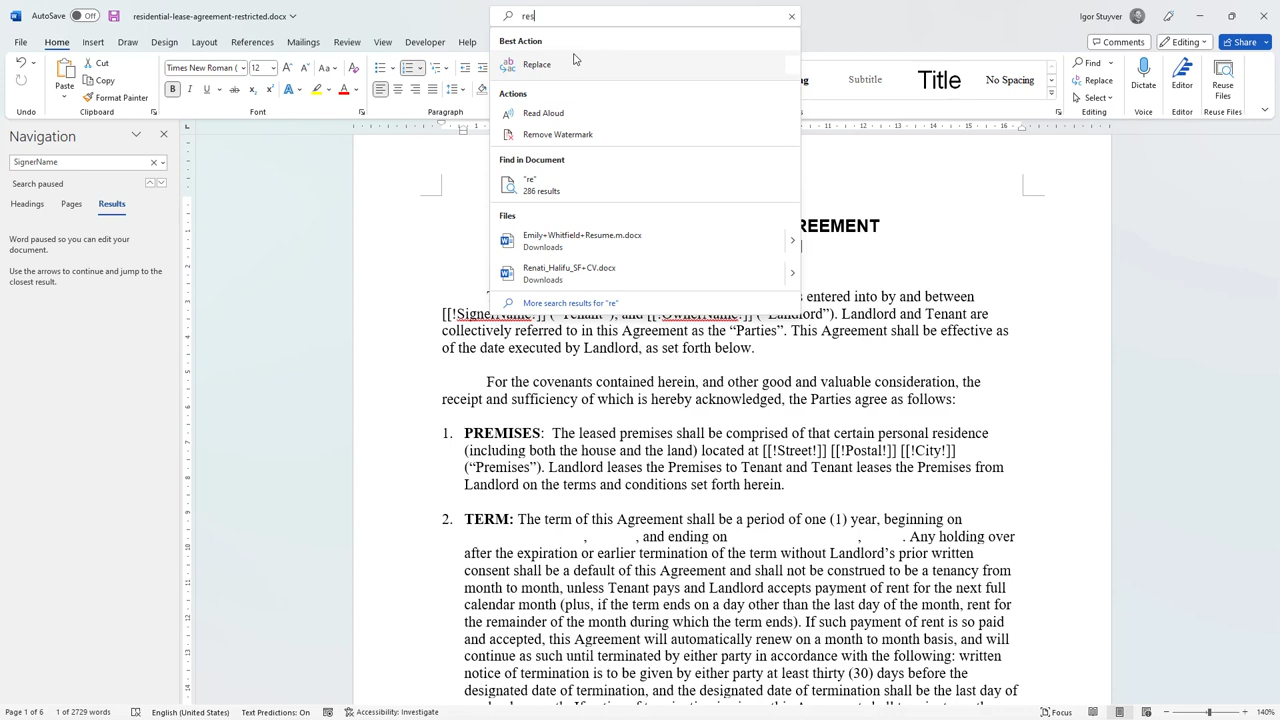 AutoSave Off residential-lease-agreement-restricted.docx res Igor Stuyver
File Home Insert Draw Design Layout References Mailings Review View Developer Help Comments Editing Share
Cut
Copy
Format Painter
Paste
Times New Roman ( 12
B I U
Clipboard Font Paragraph
Subtitle Title No Spacing
Find
Replace
Select
Dictate Editor Reuse Files
Editing Voice Editor Reuse Files
Best Action
Replace
Actions
Read Aloud
Remove Watermark
Find in Document
"re"
286 results
Files
Emily+Whitfield+Resume.m.docx
Downloads
Renati_Halifu_SF+CV.docx
Downloads
More search results for "re"
Navigation
SignerName
Search paused
Headings Pages Results
Word paused so you can edit your
document.
Use the arrows to continue and jump to the
closest result.
REEMENT
s entered into by and between
[[!SignerName!]] (“Tenant”), and [[!OwnerName!]] (“Landlord”). Landlord and Tenant are
collectively referred to in this Agreement as the “Parties”. This Agreement shall be effective as
of the date executed by Landlord, as set forth below.
For the covenants contained herein, and other good and valuable consideration, the
receipt and sufficiency of which is hereby acknowledged, the Parties agree as follows:
1. PREMISES: The leased premises shall be comprised of that certain personal residence
(including both the house and the land) located at [[!Street!]] [[!Postal!]] [[!City!]]
(“Premises”). Landlord leases the Premises to Tenant and Tenant leases the Premises from
Landlord on the terms and conditions set forth herein.
2. TERM: The term of this Agreement shall be a period of one (1) year, beginning on
, , and ending on , . Any holding over
after the expiration or earlier termination of the term without Landlord’s prior written
consent shall be a default of this Agreement and shall not be construed to be a tenancy from
month to month, unless Tenant pays and Landlord accepts payment of rent for the next full
calendar month (plus, if the term ends on a day other than the last day of the month, rent for
the remainder of the month during which the term ends). If such payment of rent is so paid
and accepted, this Agreement will automatically renew on a month to month basis, and will
continue as such until terminated by either party in accordance with the following: written
notice of termination is to be given by either party at least thirty (30) days before the
designated date of termination, and the designated date of termination shall be the last day of
Page 1 of 6 1 of 2729 words English (United States) Text Predictions: On Accessibility: Investigate Focus 140%